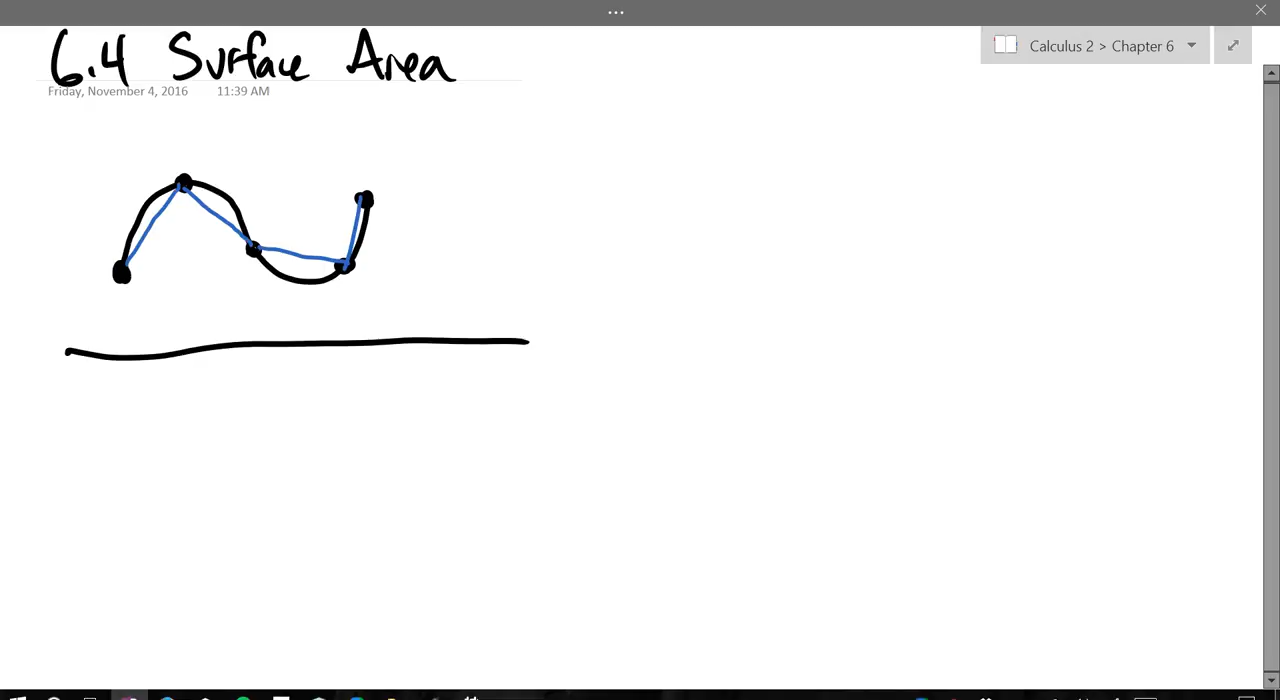 ...
Calculus 2 > Chapter 6
6.4 Surface Area
Friday, November 4, 2016 11:39 AM